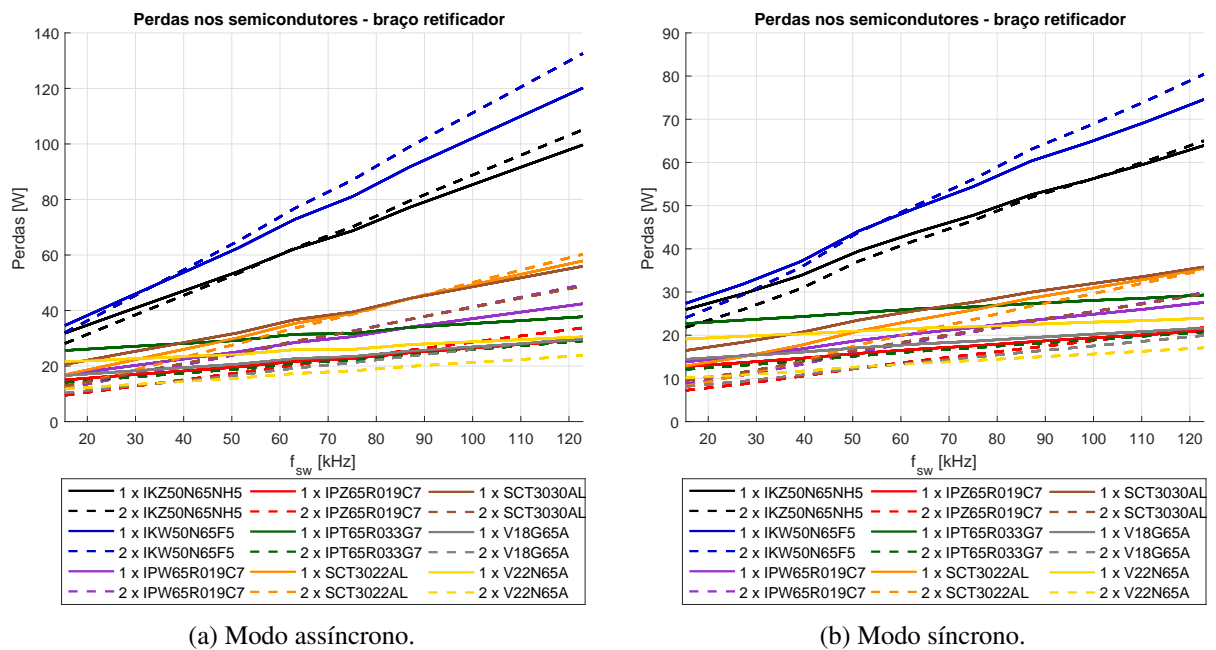 Perdas nos semicondutores - braço retificador
140
120
100
80
60
40
20
0
Perdas [W]
20 30 40 50 60 70 80 90 100 110 120
f_sw [kHz]
1 x IKZ50N65NH5 1 x IPZ65R019C7 1 x SCT3030AL
2 x IKZ50N65NH5 2 x IPZ65R019C7 2 x SCT3030AL
1 x IKW50N65F5 1 x IPT65R033G7 1 x V18G65A
2 x IKW50N65F5 2 x IPT65R033G7 2 x V18G65A
1 x IPW65R019C7 1 x SCT3022AL 1 x V22N65A
2 x IPW65R019C7 2 x SCT3022AL 2 x V22N65A
(a) Modo assíncrono.
Perdas nos semicondutores - braço retificador
90
80
70
60
50
40
30
20
10
0
Perdas [W]
20 30 40 50 60 70 80 90 100 110 120
f_sw [kHz]
1 x IKZ50N65NH5 1 x IPZ65R019C7 1 x SCT3030AL
2 x IKZ50N65NH5 2 x IPZ65R019C7 2 x SCT3030AL
1 x IKW50N65F5 1 x IPT65R033G7 1 x V18G65A
2 x IKW50N65F5 2 x IPT65R033G7 2 x V18G65A
1 x IPW65R019C7 1 x SCT3022AL 1 x V22N65A
2 x IPW65R019C7 2 x SCT3022AL 2 x V22N65A
(b) Modo síncrono.